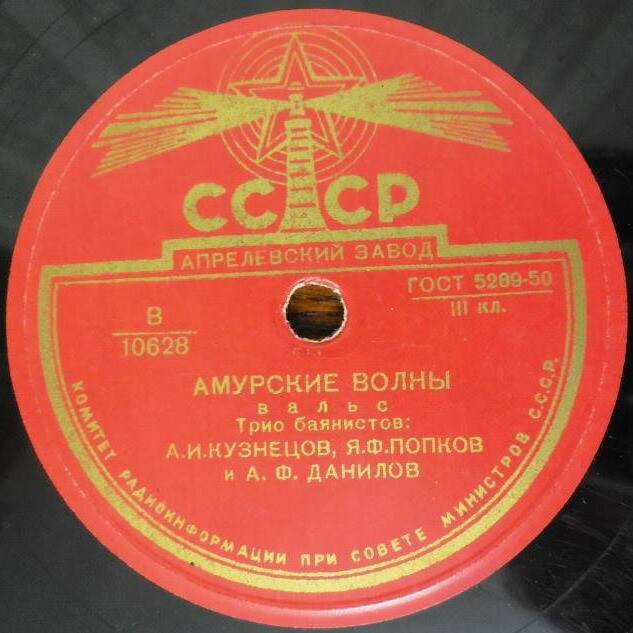 СССР
АПРЕЛЕВСКИЙ ЗАВОД
ГОСТ 5289-50
III кл.
В
10628
АМУРСКИЕ ВОЛНЫ
вальс
Трио баянистов:
А.И.КУЗНЕЦОВ, Я.Ф.ПОПКОВ
и А. Ф. ДАНИЛОВ
КОМИТЕТ РАДИОИНФОРМАЦИИ ПРИ СОВЕТЕ МИНИСТРОВ С.С.С.Р.